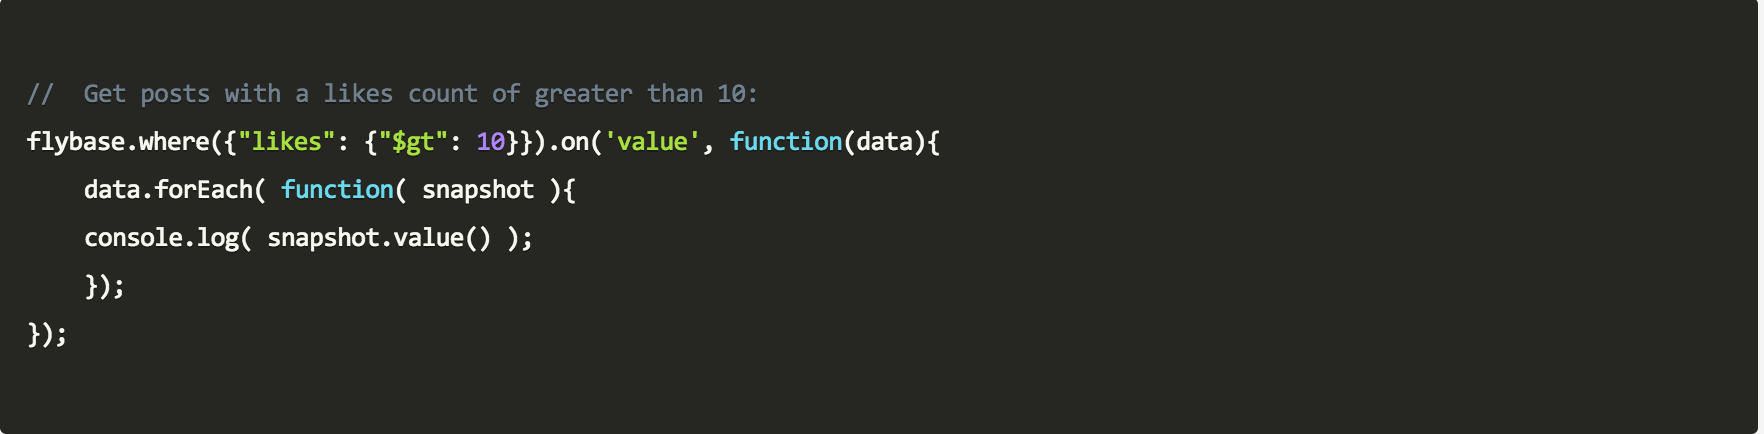 //  Get posts with a likes count of greater than 10:
flybase.where({"likes": {"$gt": 10}}).on('value', function(data){
    data.forEach( function( snapshot ){
    console.log( snapshot.value() );
    });
});